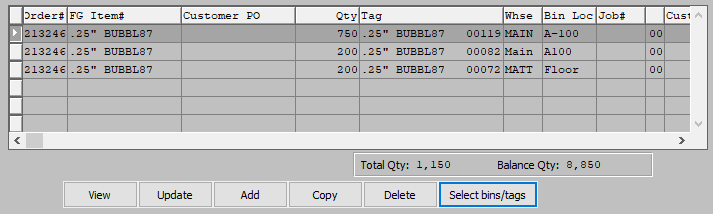 Order# FG Item# Customer PO Qty Tag Whse Bin Loc Job# Cust
213246 .25" BUBBL87 750 .25" BUBBL87 00119 MAIN A-100 00
213246 .25" BUBBL87 200 .25" BUBBL87 00082 Main A100 00
213246 .25" BUBBL87 200 .25" BUBBL87 00072 MATT Floor 00
Total Qty: 1,150 Balance Qty: 8,850
View Update Add Copy Delete Select bins/tags